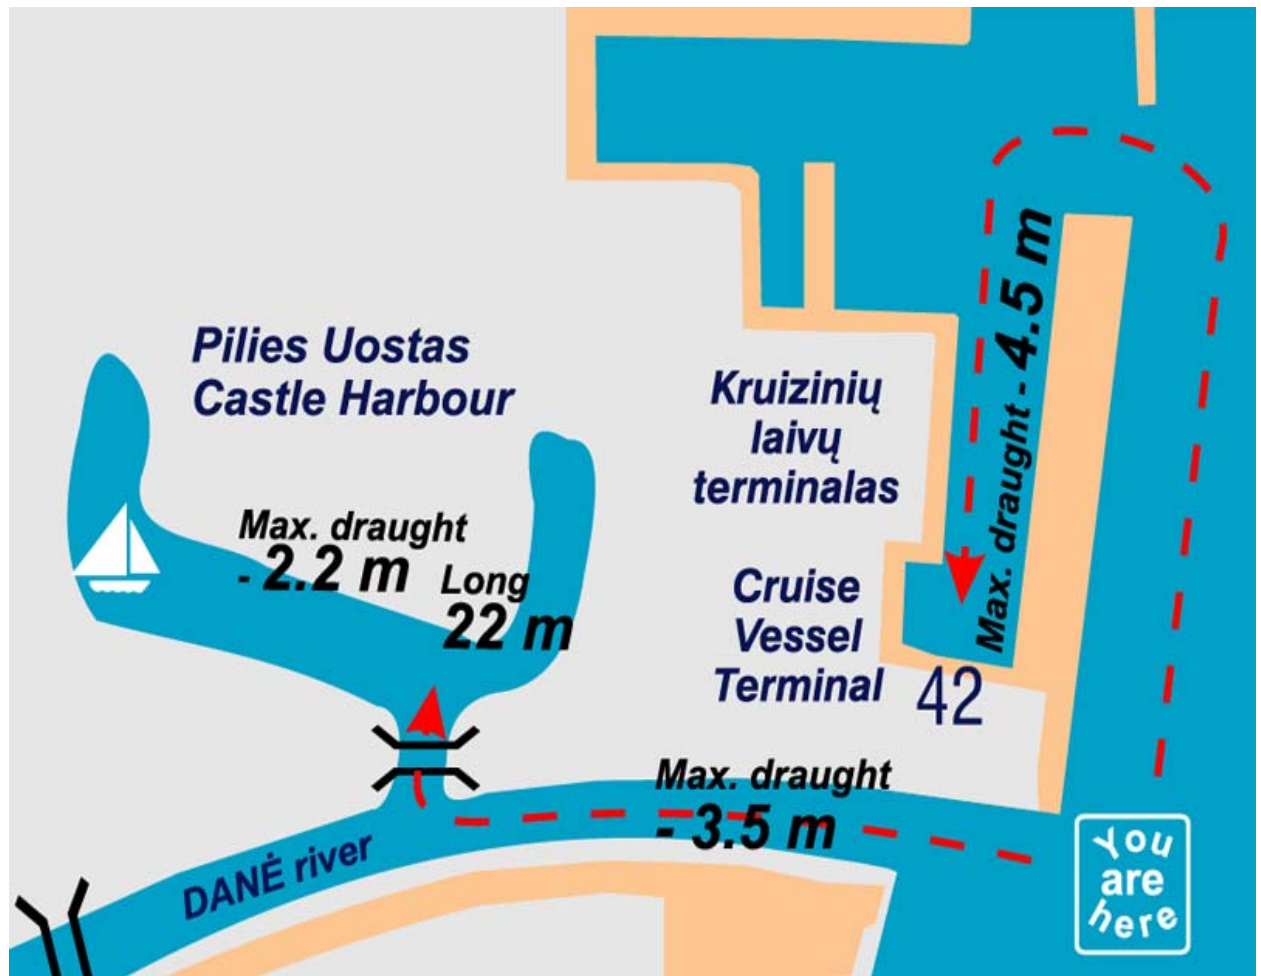 Pilies Uostas
Castle Harbour
Max. draught
- 2.2 m
Long
22 m
Kruizinių
laivų
terminalas
Cruise
Vessel
Terminal
42
Max. draught - 4.5 m
Max. draught
- 3.5 m
DANĖ river
you
are
here